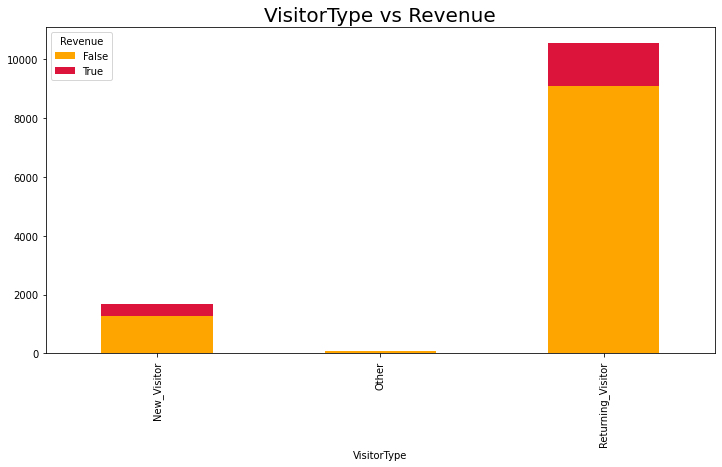 VisitorType vs Revenue
Revenue
False
True
10000
8000
6000
4000
2000
0
New_Visitor
Other
Returning_Visitor
VisitorType